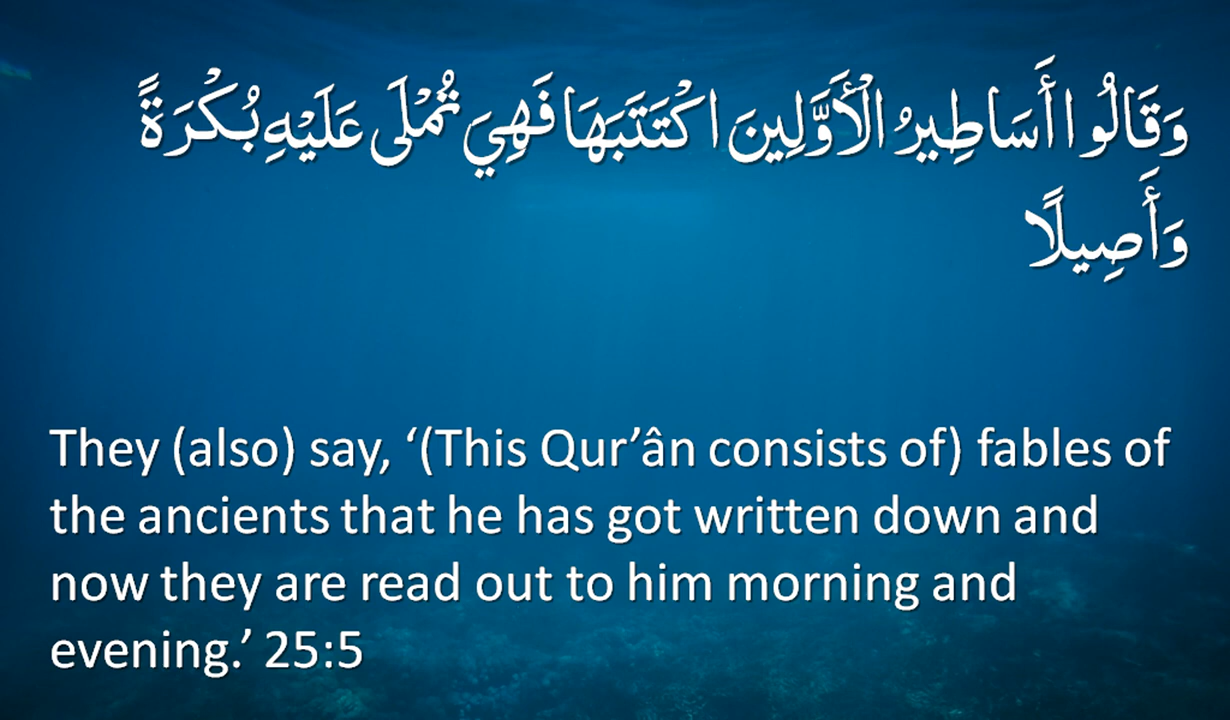 وَقَالُوا أَسَاطِيرُ الْأَوَّلِينَ اكْتَتَبَهَا فَهِيَ تُمْلَى عَلَيْهِ بُكْرَةً
وَأَصِيلًا
They (also) say, ‘(This Qur’ân consists of) fables of
the ancients that he has got written down and
now they are read out to him morning and
evening.’ 25:5